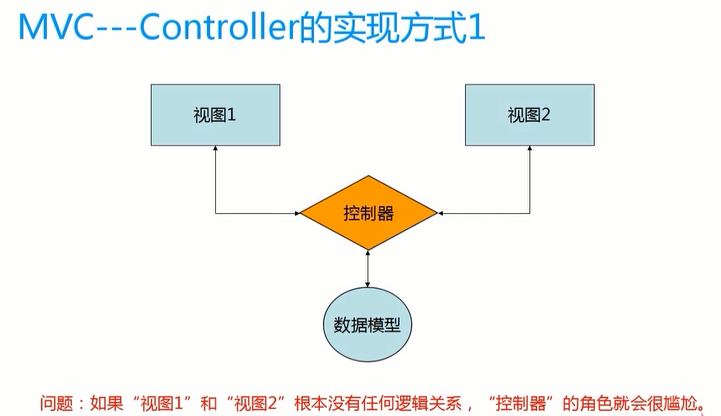 MVC---Controller的实现方式1
视图1
视图2
控制器
数据模型
问题：如果“视图1”和“视图2”根本没有任何逻辑关系，“控制器”的角色就会很尴尬。